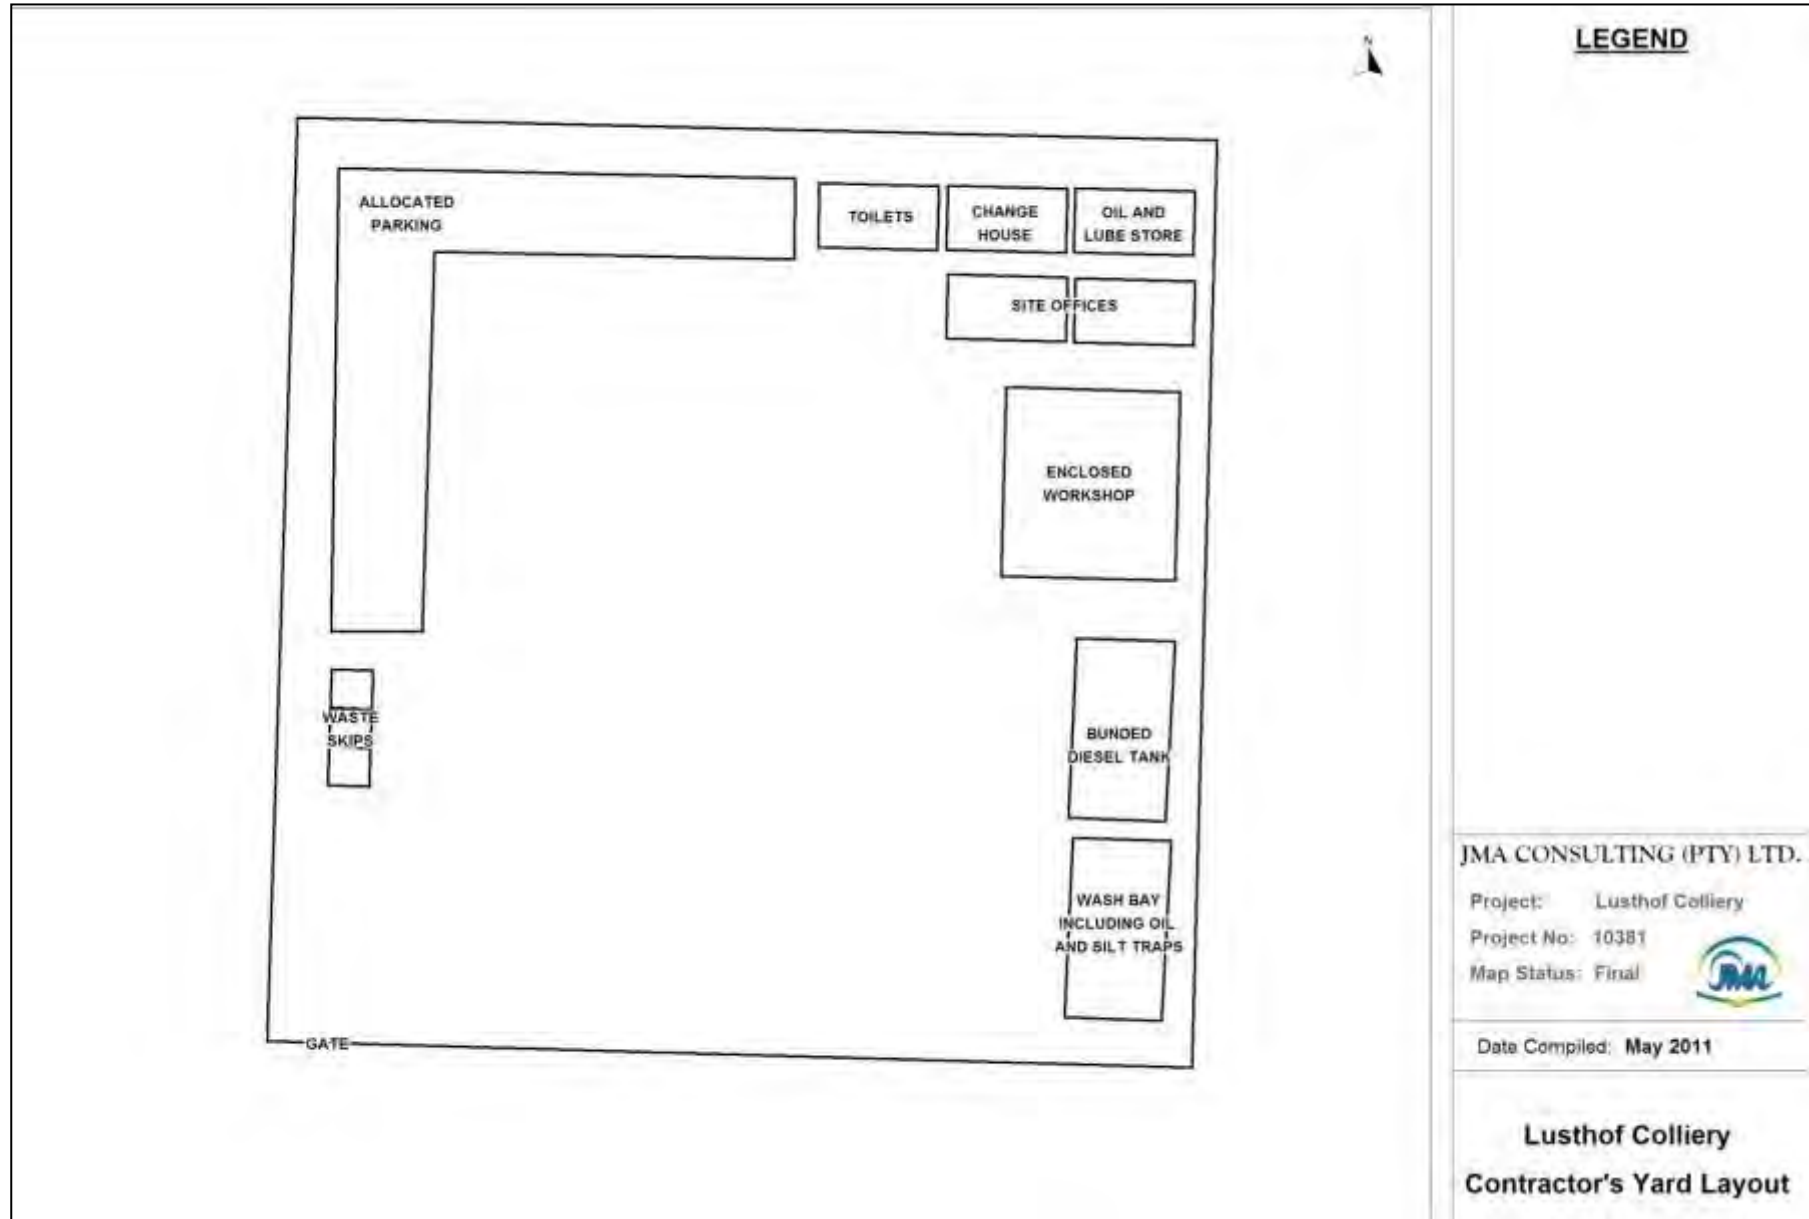 N
ALLOCATED
PARKING
TOILETS
CHANGE
HOUSE
OIL AND
LUBE STORE
SITE OFFICES
ENCLOSED
WORKSHOP
WASTE
SKIPS
BUNDED
DIESEL TANK
WASH BAY
INCLUDING OIL
AND SILT TRAPS
GATE
LEGEND
JMA CONSULTING (PTY) LTD.
Project: Lusthof Colliery
Project No: 10381
Map Status: Final
JMA
Date Compiled: May 2011
Lusthof Colliery
Contractor's Yard Layout